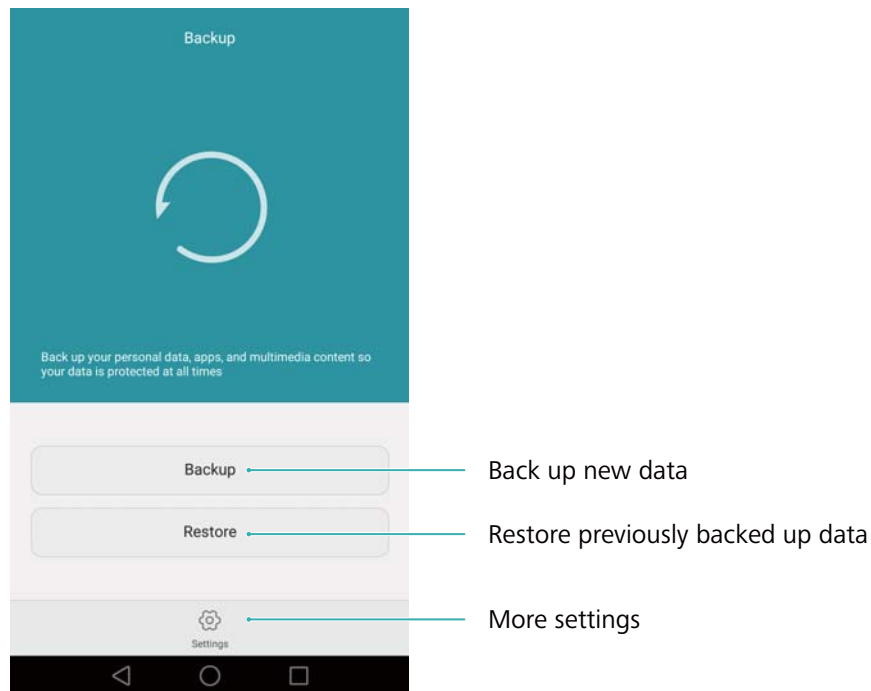 Backup
Back up your personal data, apps, and multimedia content so
your data is protected at all times
Backup
Back up new data
Restore
Restore previously backed up data
More settings
Settings